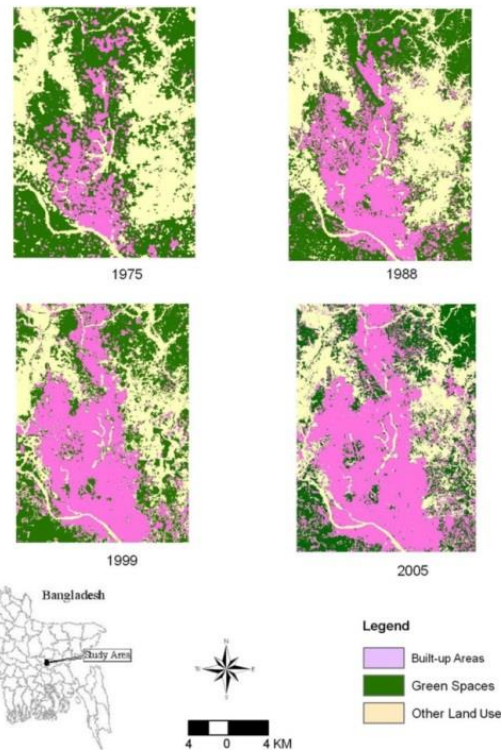 1975
1988
1999
2005
Bangladesh
Study Area
N
S
Legend
Built-up Areas
Green Spaces
Other Land Use
4 0 4 KM